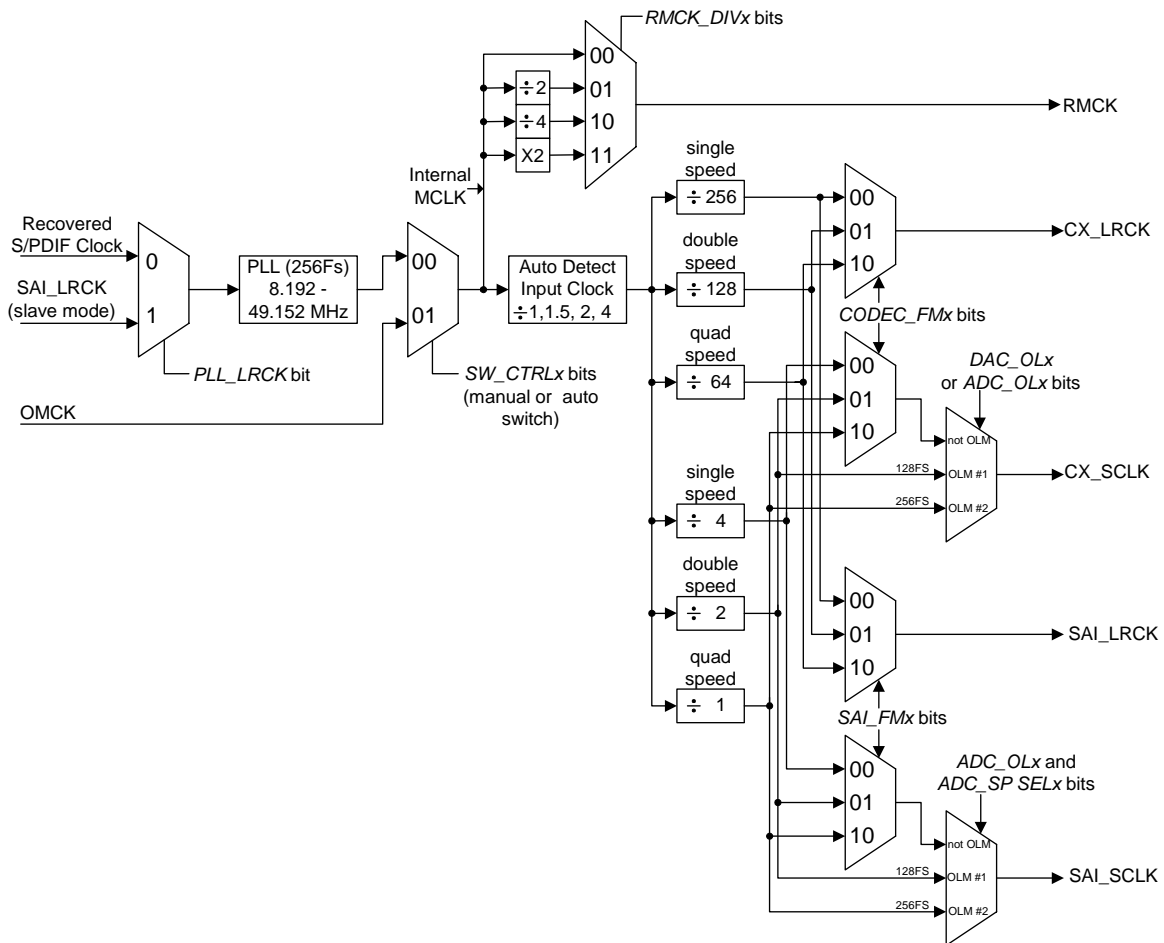 RMCK_DIVx bits
00
÷2
01
÷4
10
X2
11
RMCK
Internal
MCLK
Recovered
S/PDIF Clock
SAI_LRCK
(slave mode)
0
1
PLL_LRCK bit
PLL (256Fs)
8.192 -
49.152 MHz
OMCK
00
01
SW_CTRLx bits
(manual or auto
switch)
Auto Detect
Input Clock
÷1,1.5, 2, 4
single
speed
÷ 256
double
speed
÷ 128
quad
speed
÷ 64
single
speed
÷ 4
double
speed
÷ 2
quad
speed
÷ 1
00
01
10
CX_LRCK
CODEC_FMx bits
00
01
10
DAC_OLx
or ADC_OLx bits
not OLM
128FS
OLM #1
256FS
OLM #2
CX_SCLK
00
01
10
SAI_LRCK
SAI_FMx bits
00
01
10
ADC_OLx and
ADC_SP SELx bits
not OLM
128FS
OLM #1
256FS
OLM #2
SAI_SCLK